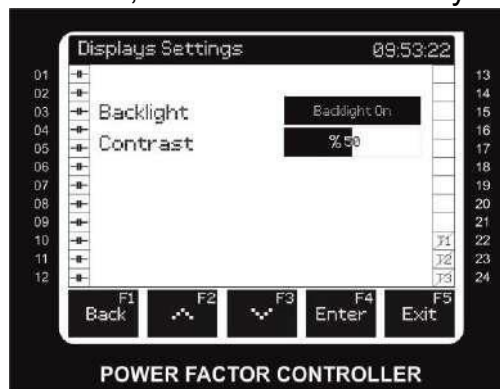 Displays Settings 09:53:22
01 13
02 14
03 Backlight Backlight On 15
04 16
05 Contrast %50 17
06 18
07 19
08 20
09 21
10 T1 22
11 T2 23
12 T3 24
F1 F2 F3 F4 F5
Back Enter Exit
POWER FACTOR CONTROLLER